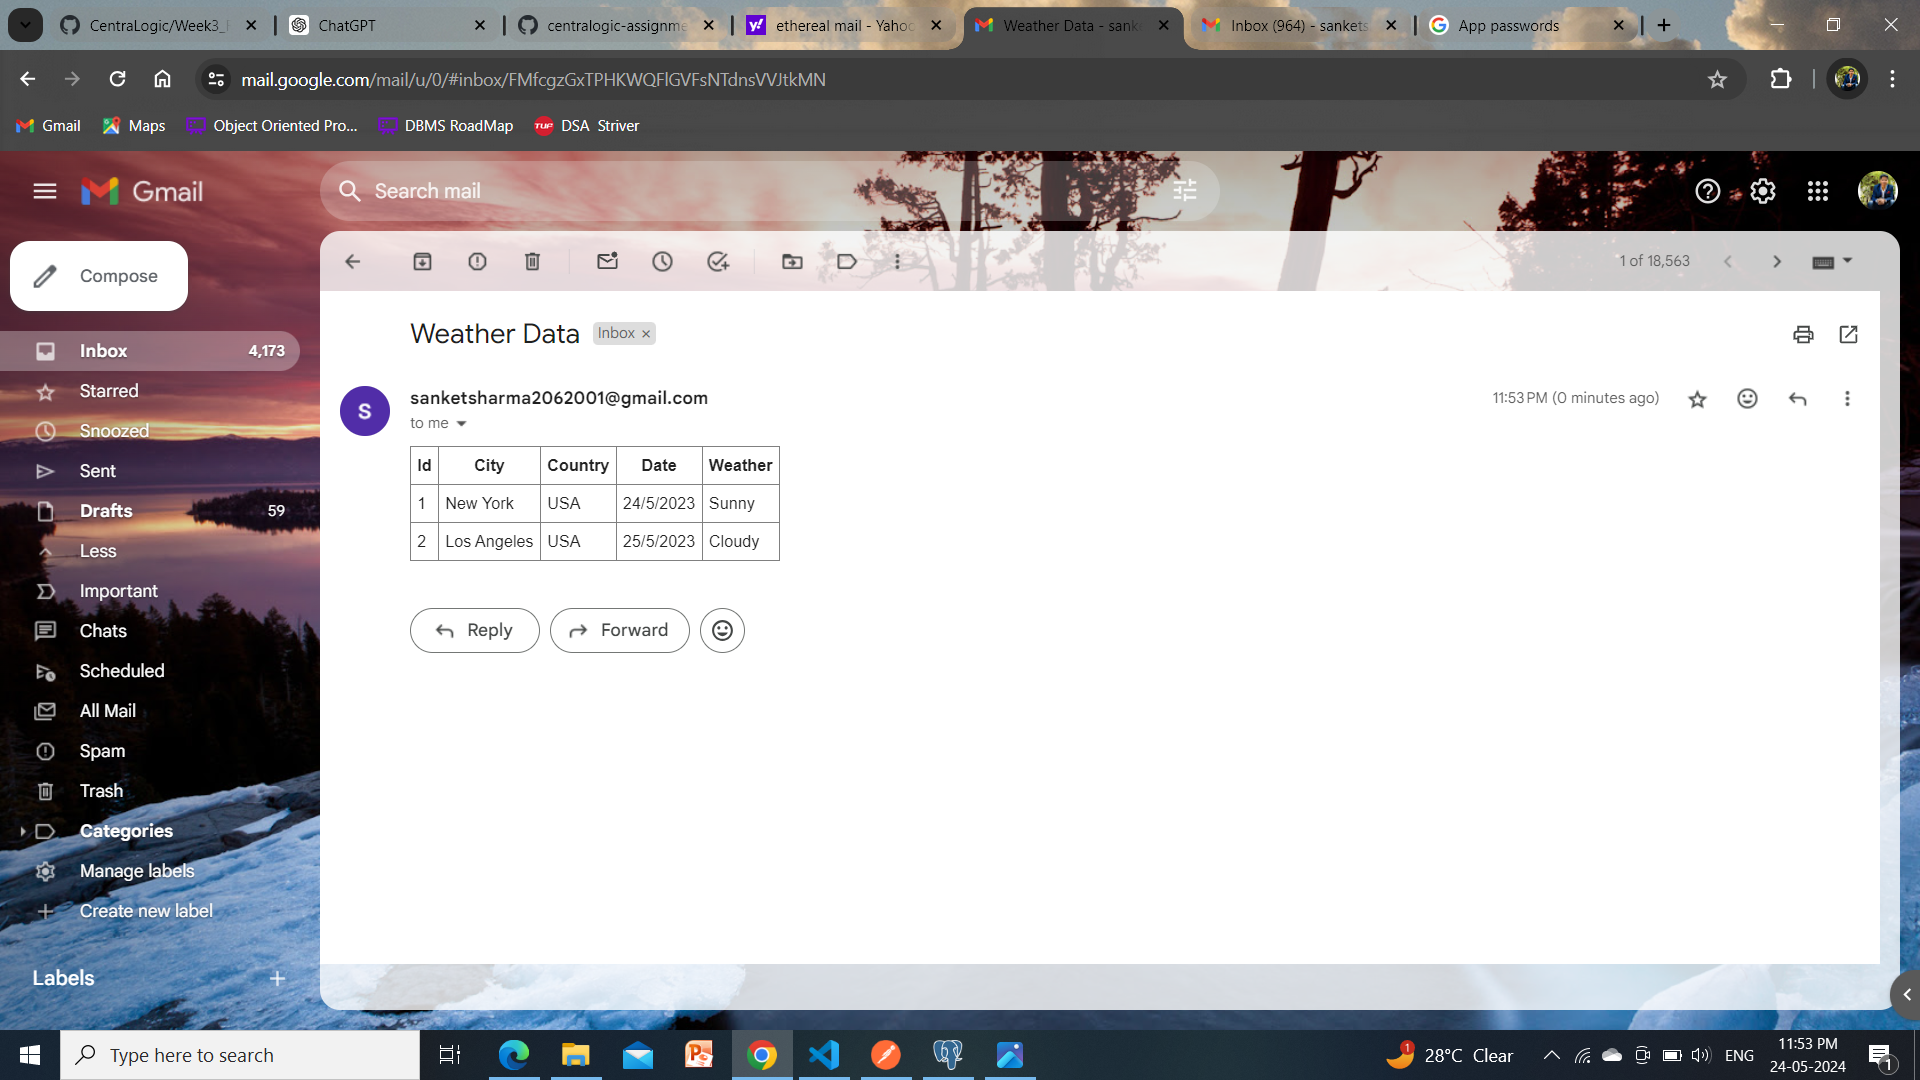 CentraLogic/Week3_
ChatGPT
centralogic-assignme
ethereal mail - Yahoo
Weather Data - sanke
Inbox (964) - sankets
App passwords
mail.google.com/mail/u/0/#inbox/FMfcgzGxTPHKWQFlGVFsNTdnsVVJtkMN
Gmail
Maps
Object Oriented Pro...
DBMS RoadMap
TUF
DSA Striver
Gmail
Search mail
Compose
1 of 18,563
Inbox 4,173
Starred
Snoozed
Sent
Drafts 59
Less
Important
Chats
Scheduled
All Mail
Spam
Trash
Categories
Manage labels
Create new label
Labels
Weather Data
Inbox
S
sanketsharma2062001@gmail.com
11:53 PM (0 minutes ago)
to me
Id City Country Date Weather
1 New York USA 24/5/2023 Sunny
2 Los Angeles USA 25/5/2023 Cloudy
Reply
Forward
Type here to search
1
28°C Clear
ENG
11:53 PM
24-05-2024
1